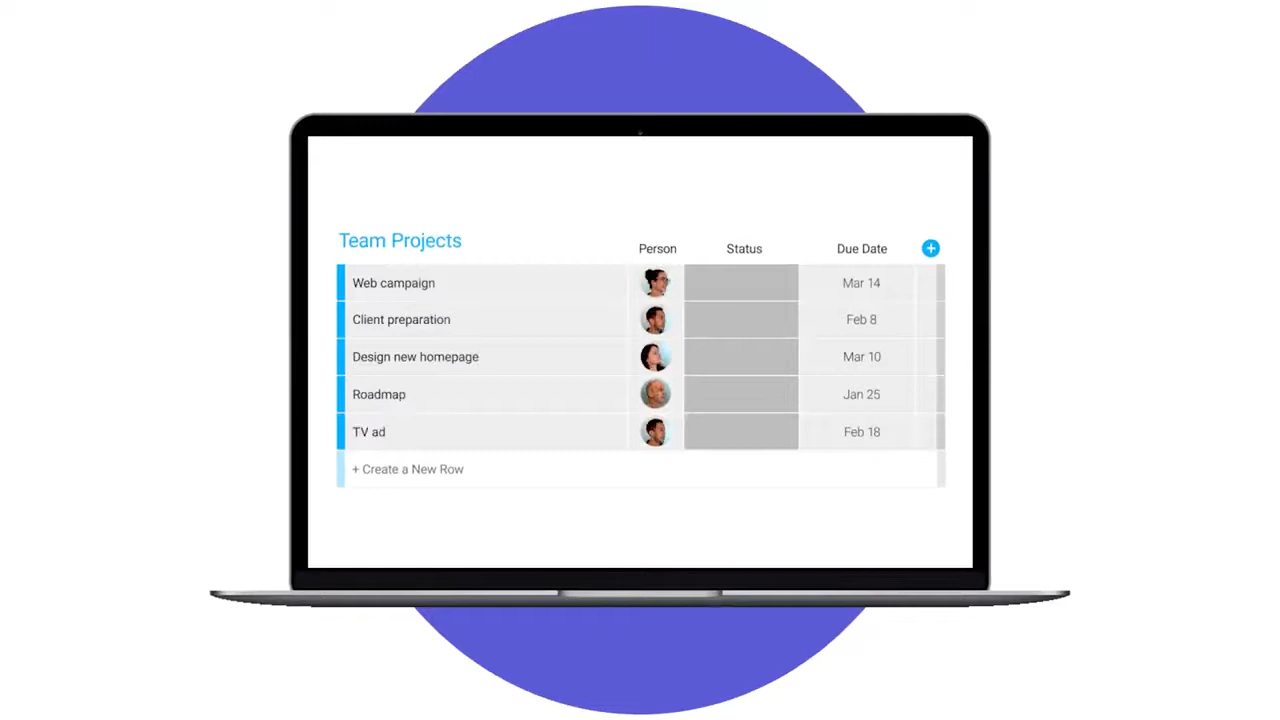 Team Projects
Person Status Due Date
Web campaign Mar 14
Client preparation Feb 8
Design new homepage Mar 10
Roadmap Jan 25
TV ad Feb 18
+ Create a New Row